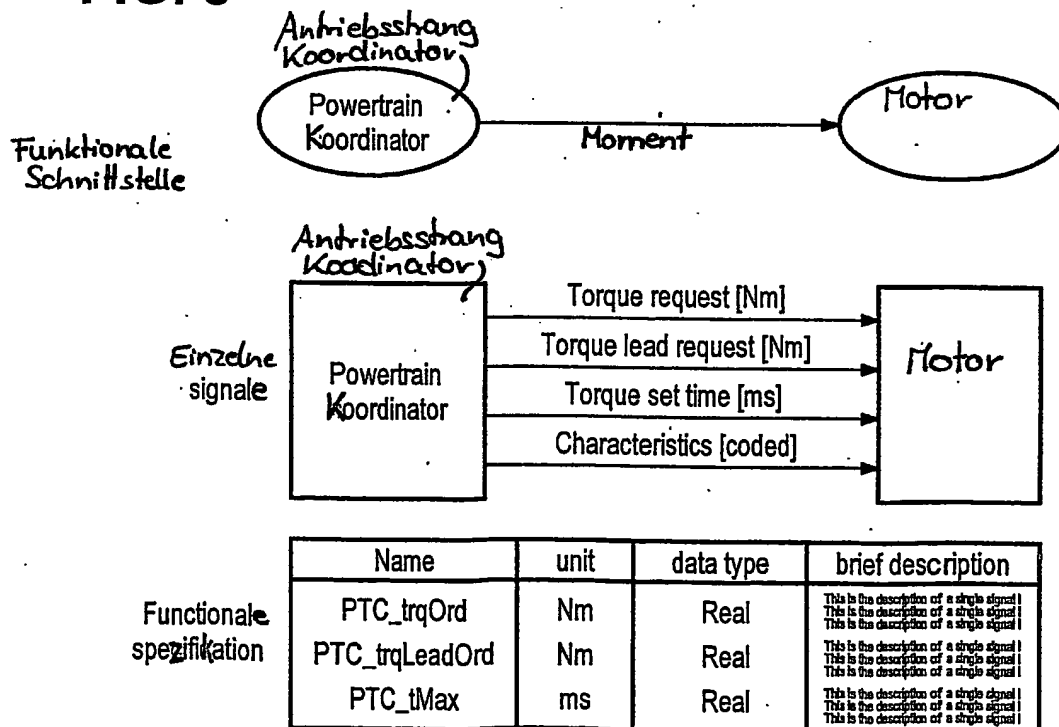 Antriebsstrang
Koordinator
Powertrain
Koordinator
Moment
Motor
Funktionale
Schnittstelle
Antriebsstrang
Koodinator
Einzelne
signale
Powertrain
Koordinator
Torque request [Nm]
Torque lead request [Nm]
Torque set time [ms]
Characteristics [coded]
Motor
Functionale
spezifikation
Name unit data type brief description
PTC_trqOrd Nm Real
This is the description of a single signal!
This is the description of a single signal!
This is the description of a single signal!
PTC_trqLeadOrd Nm Real
This is the description of a single signal!
This is the description of a single signal!
This is the description of a single signal!
PTC_tMax ms Real
This is the description of a single signal!
This is the description of a single signal!
This is the description of a single signal!